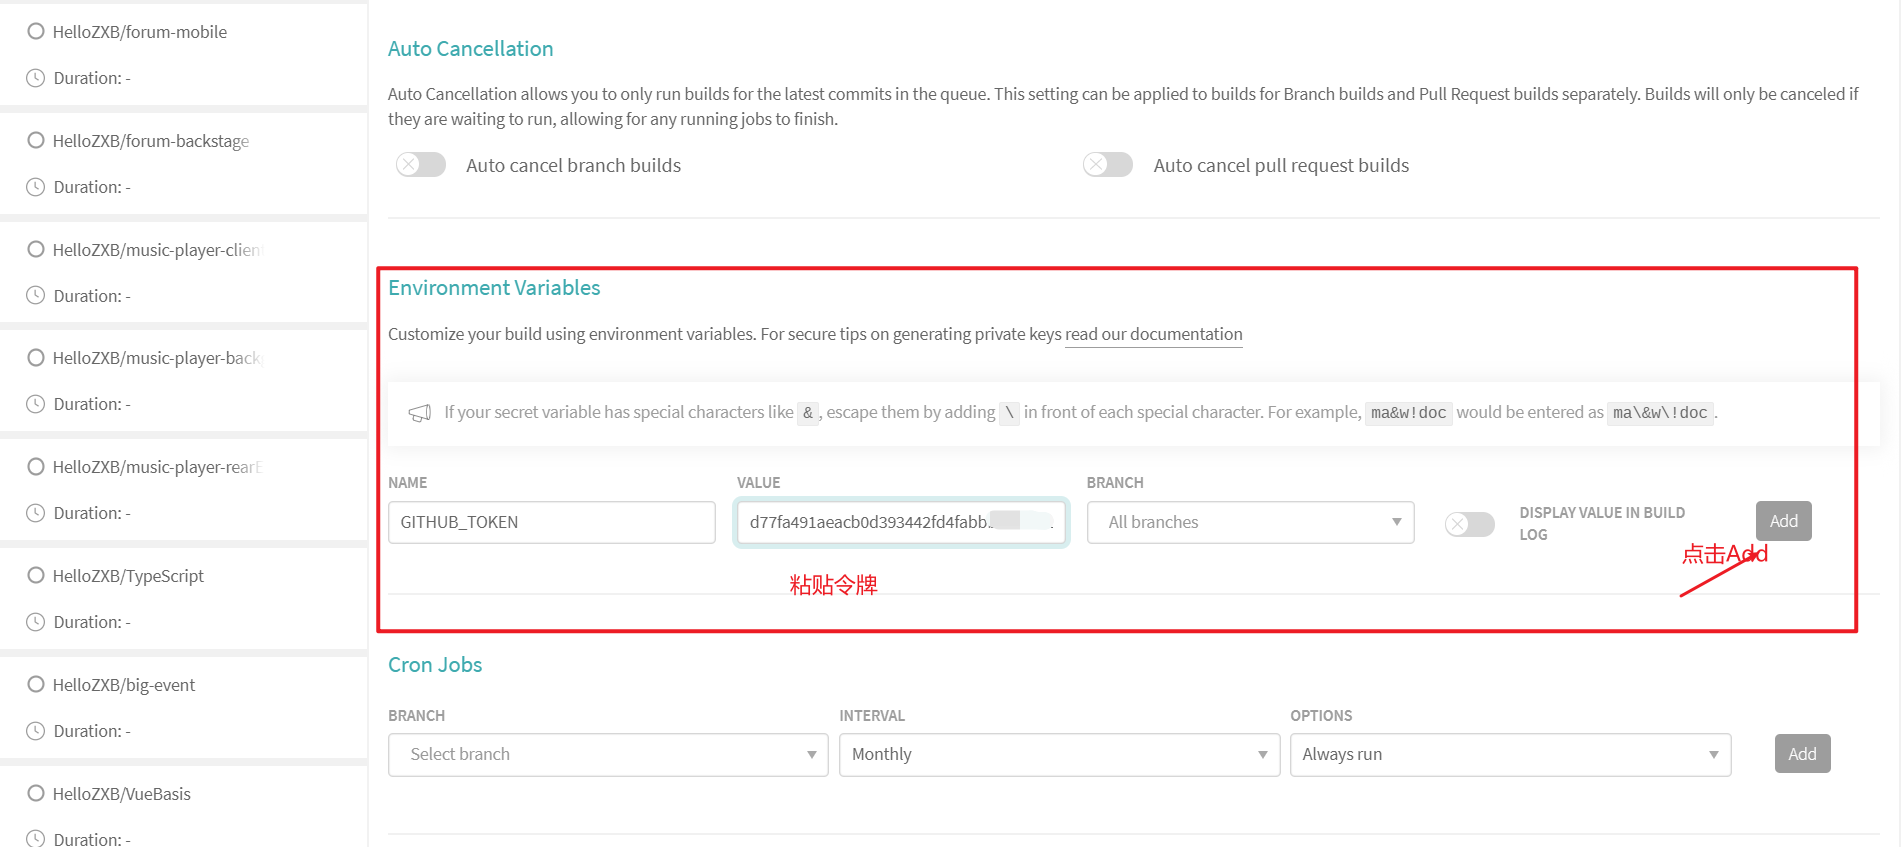 HelloZXB/forum-mobile
Duration: -
HelloZXB/forum-backstage
Duration: -
HelloZXB/music-player-clien
Duration: -
HelloZXB/music-player-back
Duration: -
HelloZXB/music-player-rearE
Duration: -
HelloZXB/TypeScript
Duration: -
HelloZXB/big-event
Duration: -
HelloZXB/VueBasis
Duration: -
Auto Cancellation
Auto Cancellation allows you to only run builds for the latest commits in the queue. This setting can be applied to builds for Branch builds and Pull Request builds separately. Builds will only be canceled if
they are waiting to run, allowing for any running jobs to finish.
Auto cancel branch builds
Auto cancel pull request builds
Environment Variables
Customize your build using environment variables. For secure tips on generating private keys read our documentation
If your secret variable has special characters like & , escape them by adding \ in front of each special character. For example, ma&w!doc would be entered as ma\&w\!doc .
NAME
VALUE
BRANCH
GITHUB_TOKEN
d77fa491aeacb0d393442fd4fabb
All branches
DISPLAY VALUE IN BUILD
LOG
Add
点击Add
粘贴令牌
Cron Jobs
BRANCH
INTERVAL
OPTIONS
Select branch
Monthly
Always run
Add